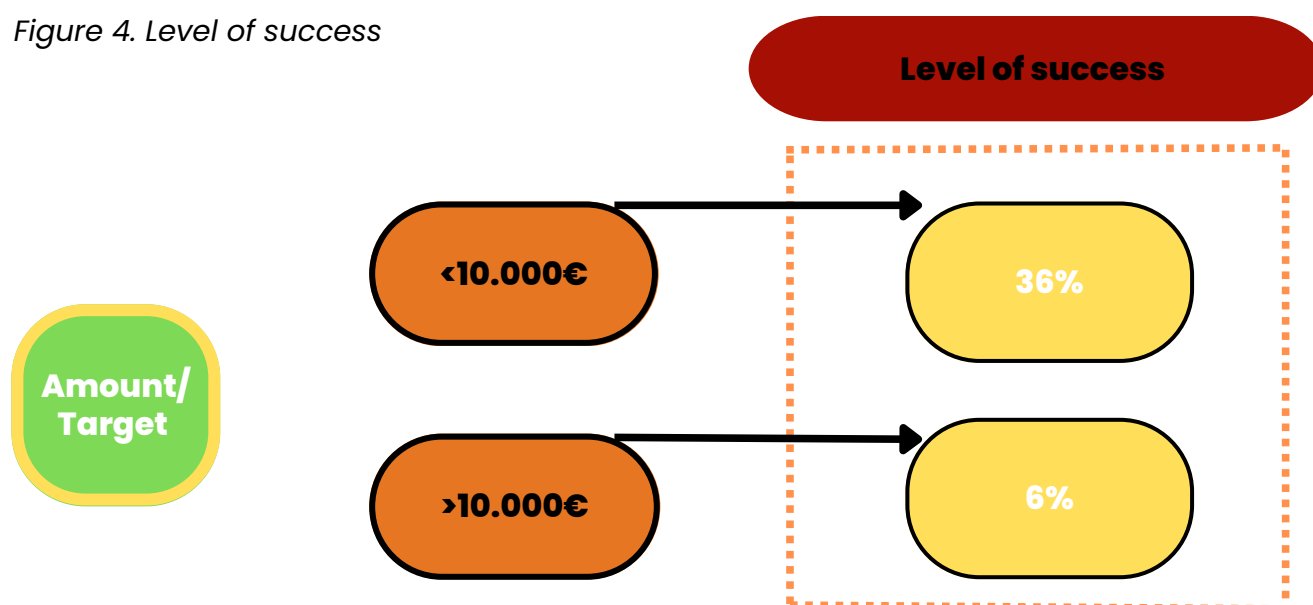 Figure 4. Level of success
Level of success
<10.000€
36%
Amount/
Target
>10.000€
6%